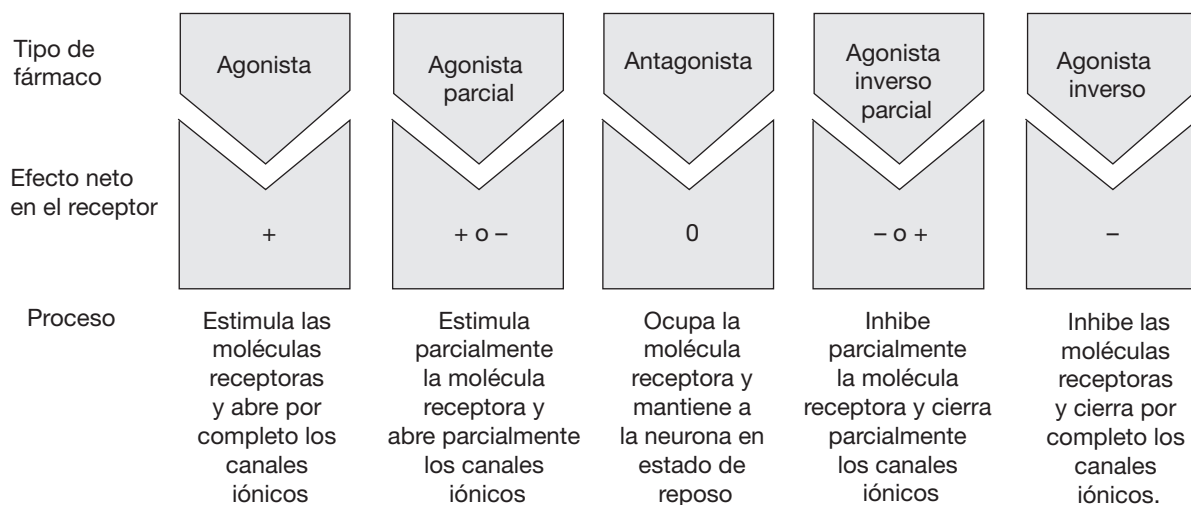 Tipo de
fármaco
Agonista
Agonista
parcial
Antagonista
Agonista
inverso
parcial
Agonista
inverso
Efecto neto
en el receptor
+
+ o –
0
– o +
–
Proceso
Estimula las
moléculas
receptoras
y abre por
completo los
canales
iónicos
Estimula
parcialmente
la molécula
receptora y
abre parcialmente
los canales
iónicos
Ocupa la
molécula
receptora y
mantiene a
la neurona en
estado de
reposo
Inhibe
parcialmente
la molécula
receptora y cierra
parcialmente
los canales
iónicos
Inhibe las
moléculas
receptoras
y cierra por
completo los
canales
iónicos.